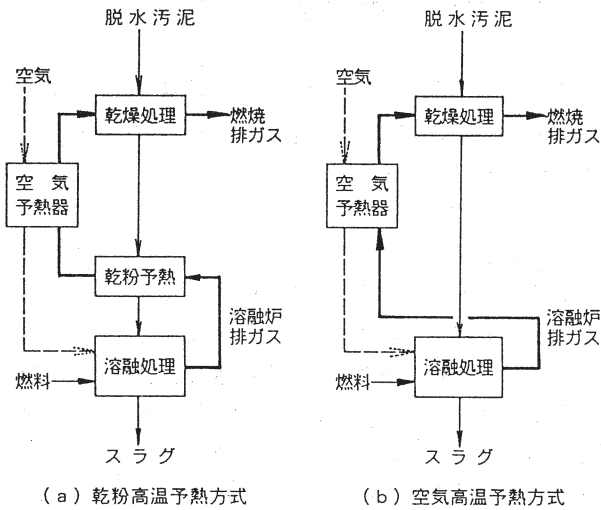 脱水汚泥
空気
乾燥処理
燃焼
排ガス
空気
予熱器
乾粉予熱
溶融炉
排ガス
溶融処理
燃料
スラグ
(a) 乾粉高温予熱方式
脱水汚泥
空気
乾燥処理
燃焼
排ガス
空気
予熱器
溶融炉
排ガス
溶融処理
燃料
スラグ
(b) 空気高温予熱方式